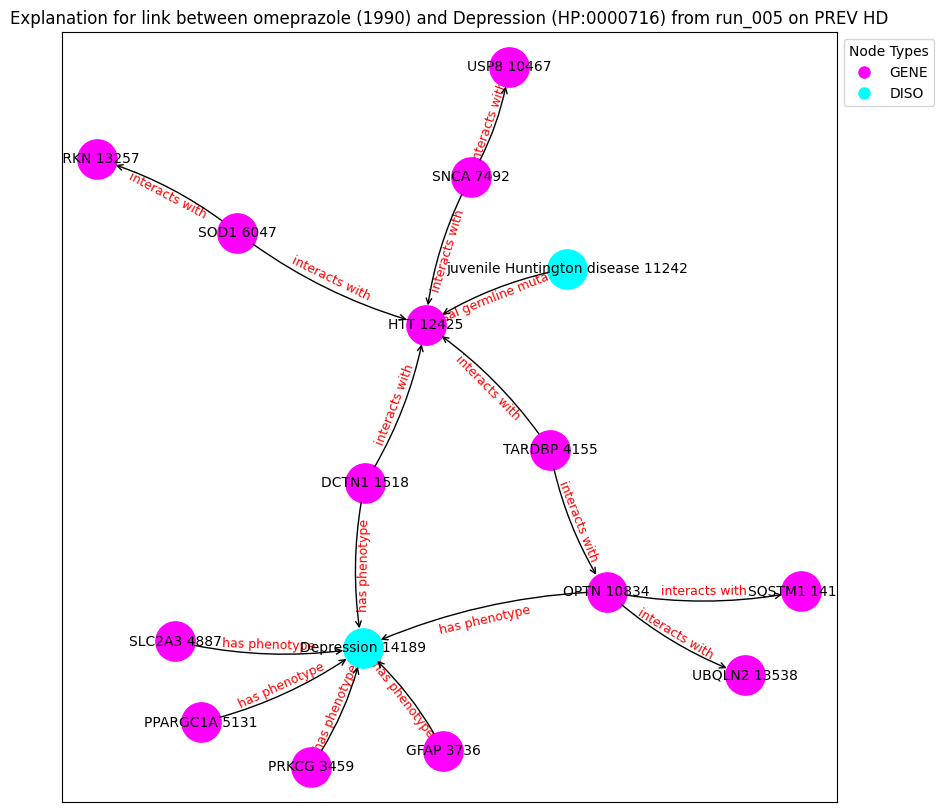 Explanation for link between omeprazole (1990) and Depression (HP:0000716) from run_005 on PREV HD
Node Types
GENE
DISO
USP8 10467
interacts with
RKN 13257
SNCA 7492
interacts with
SOD1 6047
interacts with
interacts with
juvenile Huntington disease 11242
al germline muta
HTT 12425
interacts with
interacts with
TARDBP 4155
DCTN1 1518
interacts with
has phenotype
OPTN 10834
interacts with
SQSTM1 141
has phenotype
interacts with
SLC2A3 4887
has phenotype
Depression 14189
UBQLN2 13538
has phenotype
has phenotype
has phenotype
PPARGC1A 5131
GFAP 3736
PRKCG 3459